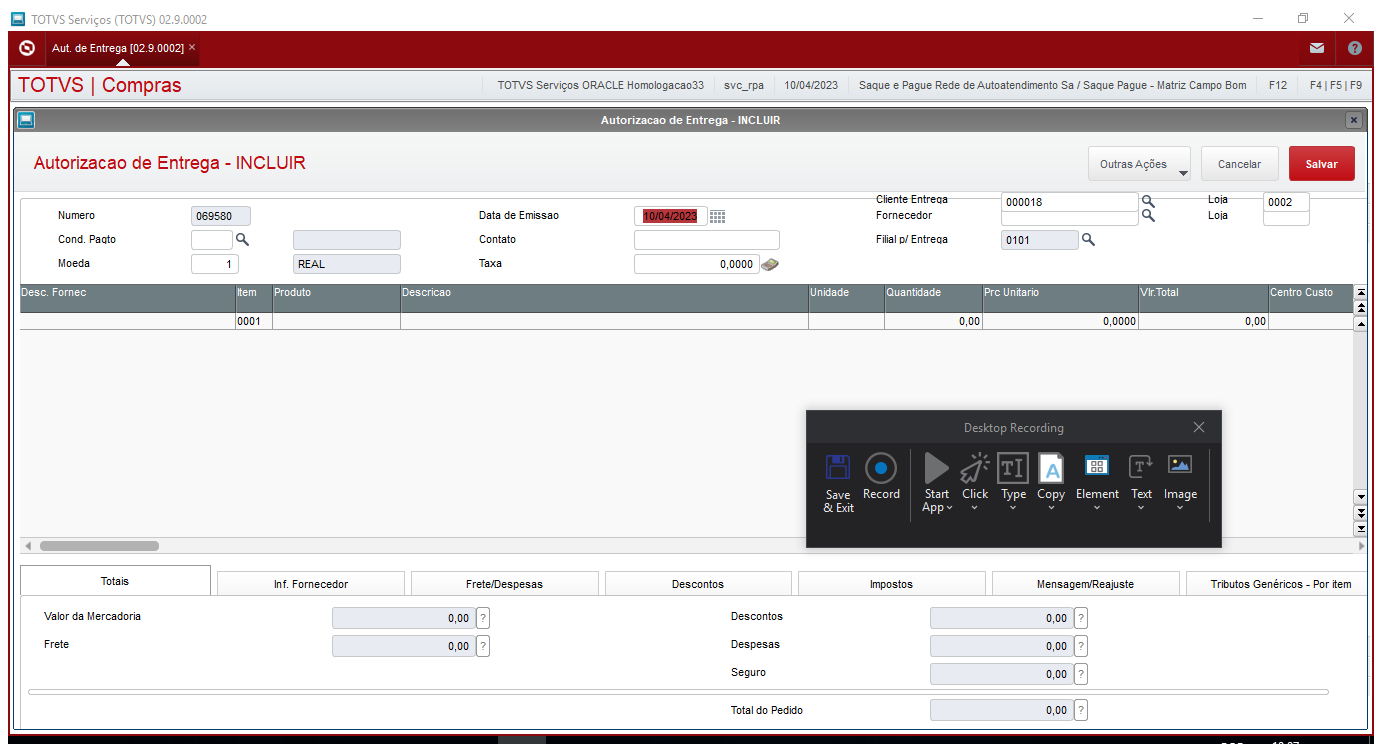 TOTVS Serviços (TOTVS) 02.9.0002
Aut. de Entrega [02.9.0002] ×
TOTVS | Compras
TOTVS Serviços ORACLE Homologacao33
svc_rpa
10/04/2023
Saque e Pague Rede de Autoatendimento Sa / Saque Pague - Matriz Campo Bom
F12
F4 | F5 | F9
Autorizacao de Entrega - INCLUIR
Autorizacao de Entrega - INCLUIR
Outras Ações
Cancelar
Salvar
Cliente Entrega 000018 Loja 0002
Numero 069580 Data de Emissao 10/04/2023 Fornecedor Loja
Cond. Pagto Contato Filial p/ Entrega 0101
Moeda 1 REAL Taxa 0,0000
Desc. Fornec Item Produto Descricao Unidade Quantidade Prc Unitario Vlr.Total Centro Custo
0001 0,00 0,0000 0,00
Desktop Recording
Save & Exit
Record
Start App
Click
Type
Copy
Element
Text
Image
Totais Inf. Fornecedor Frete/Despesas Descontos Impostos Mensagem/Reajuste Tributos Genéricos - Por item
Valor da Mercadoria 0,00 ? Descontos 0,00 ?
Frete 0,00 ? Despesas 0,00 ?
Seguro 0,00 ?
Total do Pedido 0,00 ?